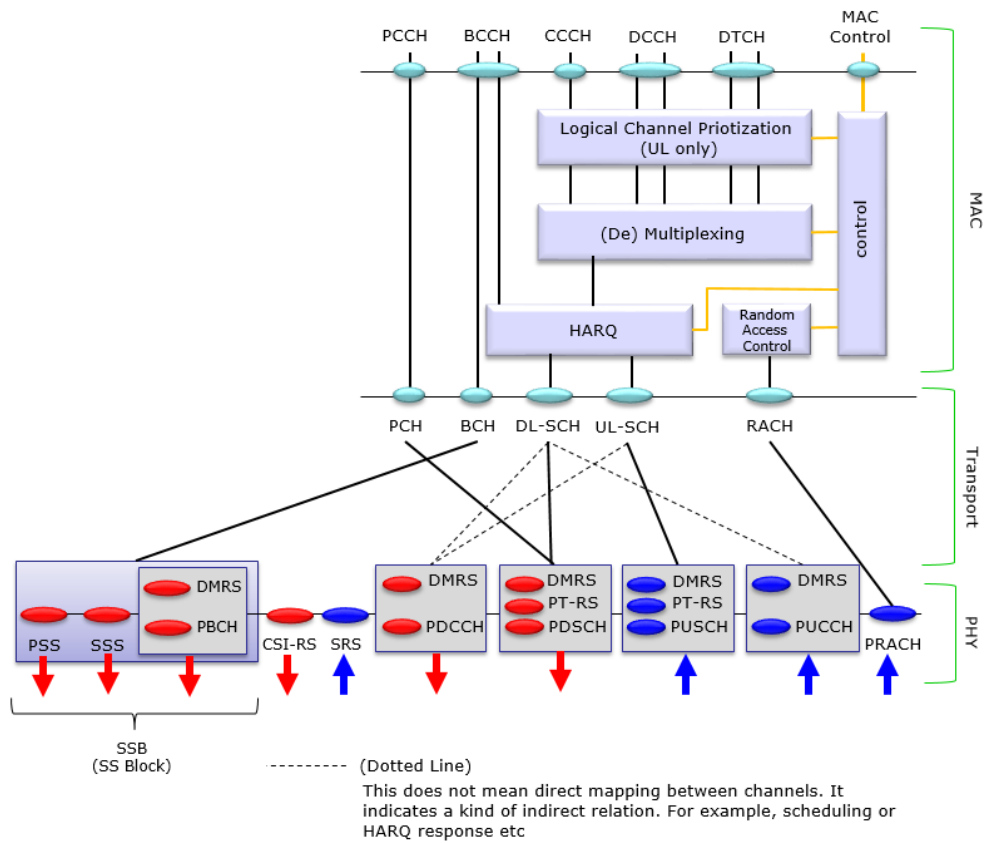 PCCH BCCH CCCH DCCH DTCH MAC
Control
Logical Channel Priotization
(UL only)
(De) Multiplexing
control
MAC
HARQ
Random
Access
Control
PCH BCH DL-SCH UL-SCH RACH
Transport
DMRS DMRS DMRS DMRS DMRS
PT-RS PT-RS
PBCH PDCCH PDSCH PUSCH PUCCH
PSS SSS CSI-RS SRS PRACH
PHY
SSB
(SS Block)
(Dotted Line)
This does not mean direct mapping between channels. It
indicates a kind of indirect relation. For example, scheduling or
HARQ response etc